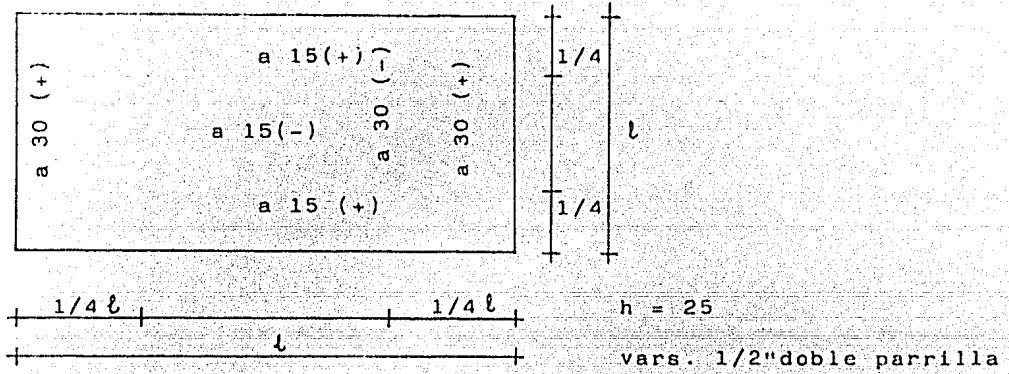 a 15(+)
a 30 (+)
a 30 (-)
a 30 (+)
a 15(-)
a 15 (+)
1/4
ℓ
1/4
1/4 ℓ
1/4 ℓ
ℓ
h = 25
vars. 1/2"doble parrilla